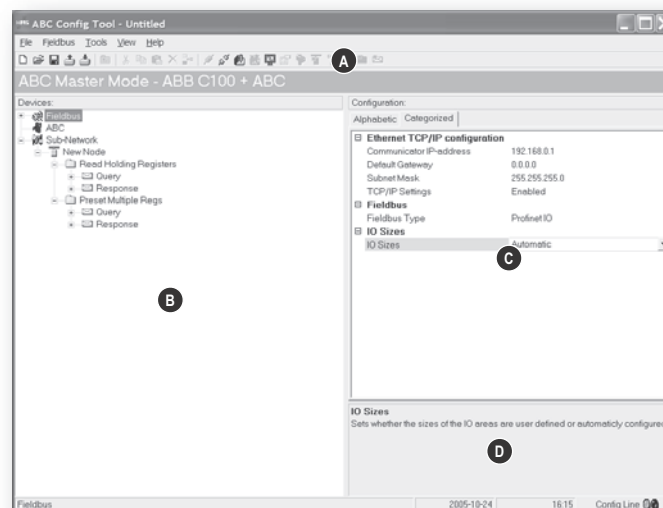 ABC Config Tool - Untitled
File Fieldbus Tools View Help
A
ABC Master Mode - ABB C100 + ABC
Devices:
Fieldbus
ABC
Sub-Network
New Node
Read Holding Registers
Query
Response
Preset Multiple Regs
Query
Response
B
Configuration:
Alphabetic Categorized
Ethernet TCP/IP configuration
Communicator IP-address 192.168.0.1
Default Gateway 0.0.0.0
Subnet Mask 255.255.255.0
TCP/IP Settings Enabled
Fieldbus
Fieldbus Type Profinet IO
IO Sizes
IO Sizes Automatic
C
IO Sizes
Sets whether the sizes of the IO areas are user defined or automaticly configured
D
Fieldbus 2005-10-24 16:15 Config Line